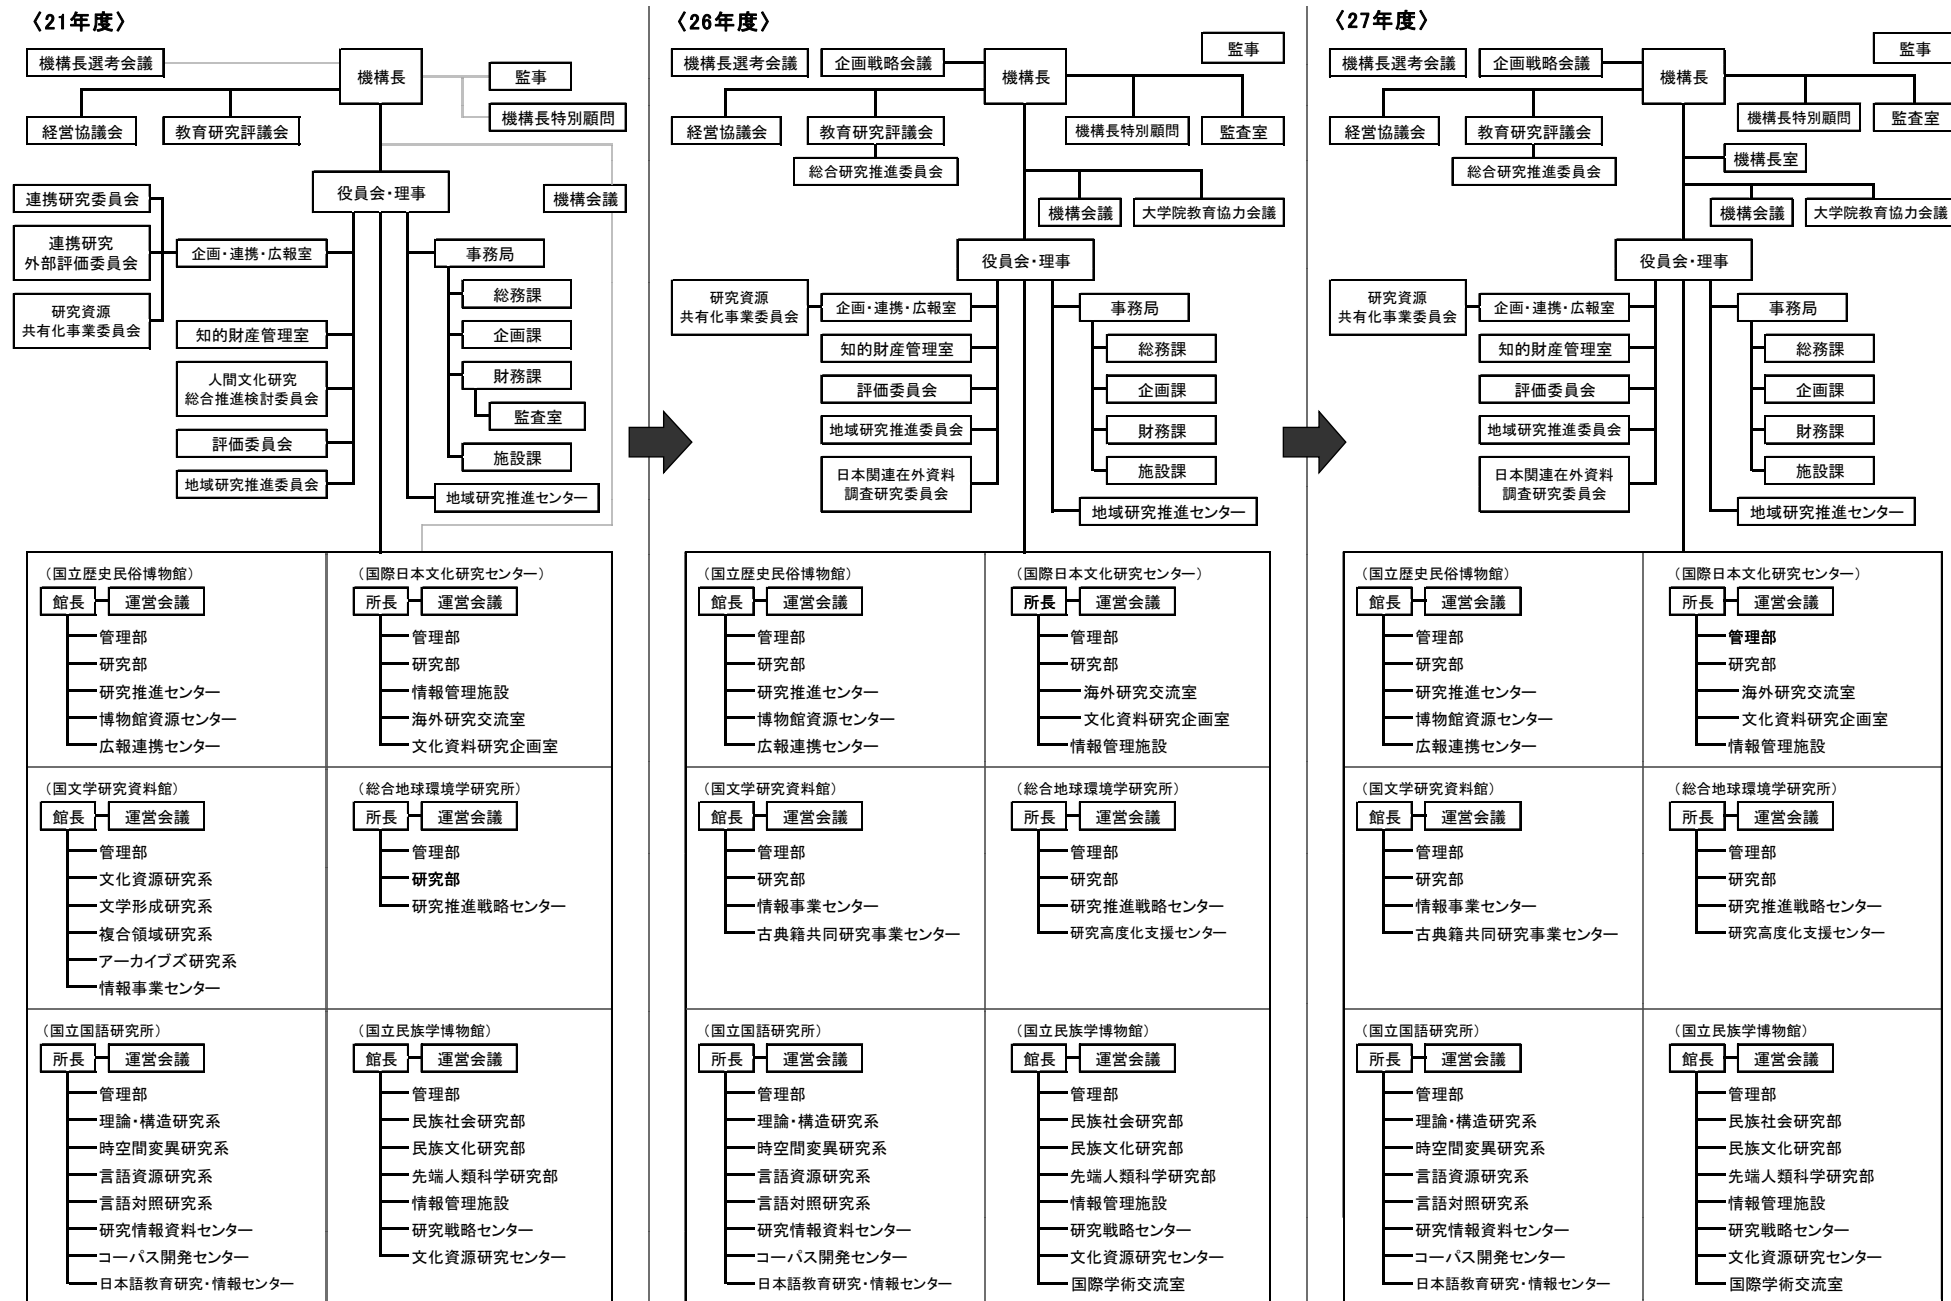 〈21年度〉
機構長選考会議
機構長
監事
機構長特別顧問
経営協議会
教育研究評議会
役員会・理事
機構会議
連携研究委員会
連携研究
外部評価委員会
研究資源
共有化事業委員会
企画・連携・広報室
知的財産管理室
人間文化研究
総合推進検討委員会
評価委員会
地域研究推進委員会
事務局
総務課
企画課
財務課
監査室
施設課
地域研究推進センター
（国立歴史民俗博物館）
館長
運営会議
管理部
研究部
研究推進センター
博物館資源センター
広報連携センター
（国際日本文化研究センター）
所長
運営会議
管理部
研究部
情報管理施設
海外研究交流室
文化資料研究企画室
（国文学研究資料館）
館長
運営会議
管理部
文化資源研究系
文学形成研究系
複合領域研究系
アーカイブズ研究系
情報事業センター
（総合地球環境学研究所）
所長
運営会議
管理部
研究部
研究推進戦略センター
（国立国語研究所）
所長
運営会議
管理部
理論・構造研究系
時空間変異研究系
言語資源研究系
言語対照研究系
研究情報資料センター
コーパス開発センター
日本語教育研究・情報センター
（国立民族学博物館）
館長
運営会議
管理部
民族社会研究部
民族文化研究部
先端人類科学研究部
情報管理施設
研究戦略センター
文化資源研究センター
〈26年度〉
機構長選考会議
企画戦略会議
機構長
監事
経営協議会
教育研究評議会
機構長特別顧問
監査室
総合研究推進委員会
機構会議
大学院教育協力会議
役員会・理事
研究資源
共有化事業委員会
企画・連携・広報室
知的財産管理室
評価委員会
地域研究推進委員会
日本関連在外資料
調査研究委員会
事務局
総務課
企画課
財務課
施設課
地域研究推進センター
（国立歴史民俗博物館）
館長
運営会議
管理部
研究部
研究推進センター
博物館資源センター
広報連携センター
（国際日本文化研究センター）
所長
運営会議
管理部
研究部
海外研究交流室
文化資料研究企画室
情報管理施設
（国文学研究資料館）
館長
運営会議
管理部
研究部
情報事業センター
古典籍共同研究事業センター
（総合地球環境学研究所）
所長
運営会議
管理部
研究部
研究推進戦略センター
研究高度化支援センター
（国立国語研究所）
所長
運営会議
管理部
理論・構造研究系
時空間変異研究系
言語資源研究系
言語対照研究系
研究情報資料センター
コーパス開発センター
日本語教育研究・情報センター
（国立民族学博物館）
館長
運営会議
管理部
民族社会研究部
民族文化研究部
先端人類科学研究部
情報管理施設
研究戦略センター
文化資源研究センター
国際学術交流室
〈27年度〉
機構長選考会議
企画戦略会議
機構長
監事
経営協議会
教育研究評議会
機構長特別顧問
監査室
総合研究推進委員会
機構長室
機構会議
大学院教育協力会議
役員会・理事
研究資源
共有化事業委員会
企画・連携・広報室
知的財産管理室
評価委員会
地域研究推進委員会
日本関連在外資料
調査研究委員会
事務局
総務課
企画課
財務課
施設課
地域研究推進センター
（国立歴史民俗博物館）
館長
運営会議
管理部
研究部
研究推進センター
博物館資源センター
広報連携センター
（国際日本文化研究センター）
所長
運営会議
管理部
研究部
海外研究交流室
文化資料研究企画室
情報管理施設
（国文学研究資料館）
館長
運営会議
管理部
研究部
情報事業センター
古典籍共同研究事業センター
（総合地球環境学研究所）
所長
運営会議
管理部
研究部
研究推進戦略センター
研究高度化支援センター
（国立国語研究所）
所長
運営会議
管理部
理論・構造研究系
時空間変異研究系
言語資源研究系
言語対照研究系
研究情報資料センター
コーパス開発センター
日本語教育研究・情報センター
（国立民族学博物館）
館長
運営会議
管理部
民族社会研究部
民族文化研究部
先端人類科学研究部
情報管理施設
研究戦略センター
文化資源研究センター
国際学術交流室